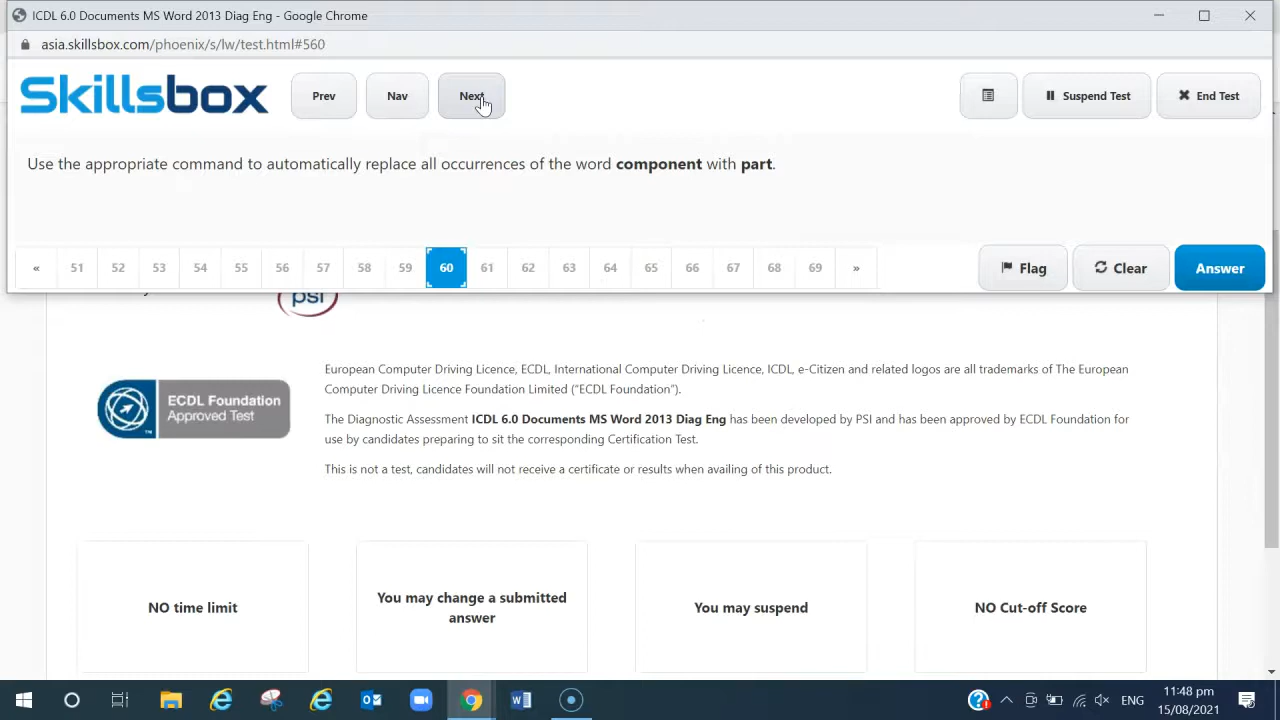 ICDL 6.0 Documents MS Word 2013 Diag Eng - Google Chrome
asia.skillsbox.com/phoenix/s/lw/test.html#560
Skillsbox
Prev
Nav
Next
Suspend Test
End Test
Use the appropriate command to automatically replace all occurrences of the word component with part.
« 51 52 53 54 55 56 57 58 59 60 61 62 63 64 65 66 67 68 69 »
Flag
Clear
Answer
psi
ECDL Foundation
Approved Test
European Computer Driving Licence, ECDL, International Computer Driving Licence, ICDL, e-Citizen and related logos are all trademarks of The European
Computer Driving Licence Foundation Limited ("ECDL Foundation").
The Diagnostic Assessment ICDL 6.0 Documents MS Word 2013 Diag Eng has been developed by PSI and has been approved by ECDL Foundation for
use by candidates preparing to sit the corresponding Certification Test.
This is not a test, candidates will not receive a certificate or results when availing of this product.
NO time limit
You may change a submitted
answer
You may suspend
NO Cut-off Score
ENG
11:48 pm
15/08/2021